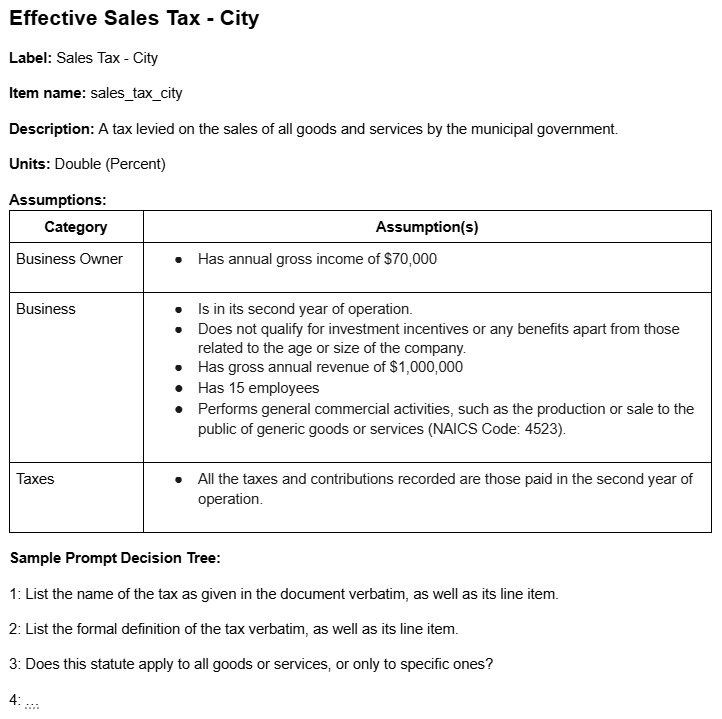 Effective Sales Tax - City
Label: Sales Tax - City
Item name: sales_tax_city
Description: A tax levied on the sales of all goods and services by the municipal government.
Units: Double (Percent)
Assumptions:
Category Assumption(s)
Business Owner ● Has annual gross income of $70,000
Business ● Is in its second year of operation.
● Does not qualify for investment incentives or any benefits apart from those
related to the age or size of the company.
● Has gross annual revenue of $1,000,000
● Has 15 employees
● Performs general commercial activities, such as the production or sale to the
public of generic goods or services (NAICS Code: 4523).
Taxes ● All the taxes and contributions recorded are those paid in the second year of
operation.
Sample Prompt Decision Tree:
1: List the name of the tax as given in the document verbatim, as well as its line item.
2: List the formal definition of the tax verbatim, as well as its line item.
3: Does this statute apply to all goods or services, or only to specific ones?
4: ....